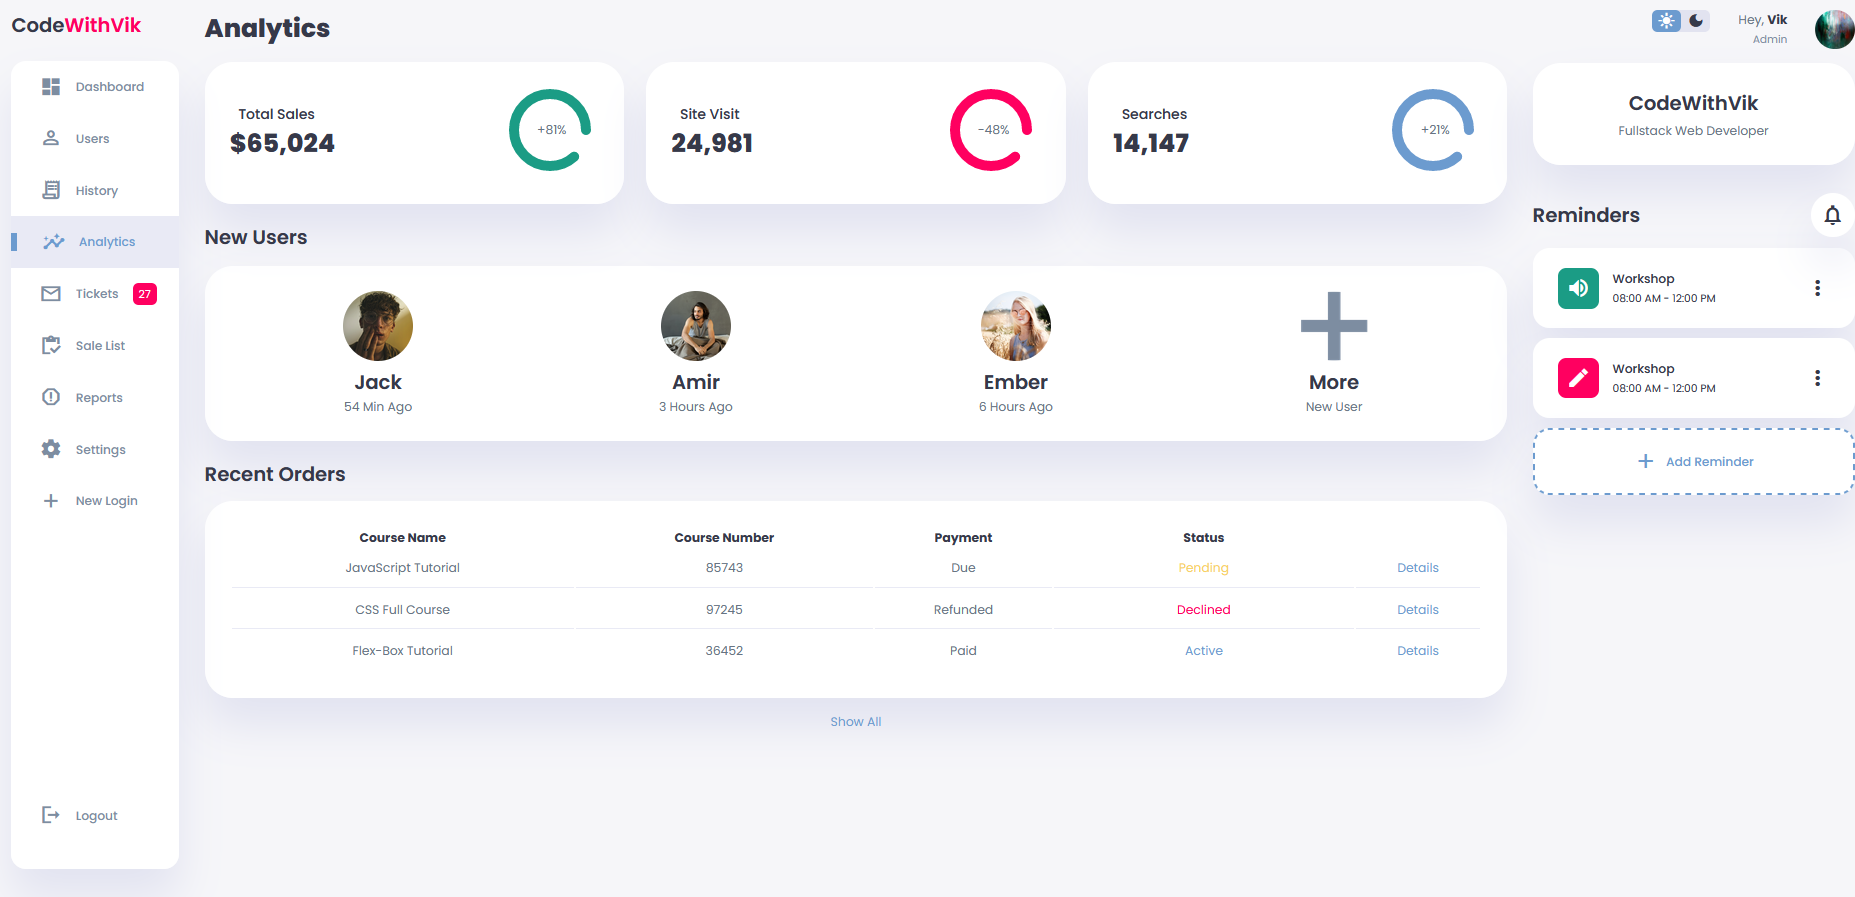 CodeWithVik
Dashboard
Users
History
Analytics
Tickets 27
Sale List
Reports
Settings
New Login
Logout
Analytics
Total Sales
$65,024
+81%
Site Visit
24,981
-48%
Searches
14,147
+21%
New Users
Jack
54 Min Ago
Amir
3 Hours Ago
Ember
6 Hours Ago
More
New User
Recent Orders
Course Name Course Number Payment Status
JavaScript Tutorial 85743 Due Pending Details
CSS Full Course 97245 Refunded Declined Details
Flex-Box Tutorial 36452 Paid Active Details
Show All
Hey, Vik
Admin
CodeWithVik
Fullstack Web Developer
Reminders
Workshop
08:00 AM - 12:00 PM
Workshop
08:00 AM - 12:00 PM
Add Reminder